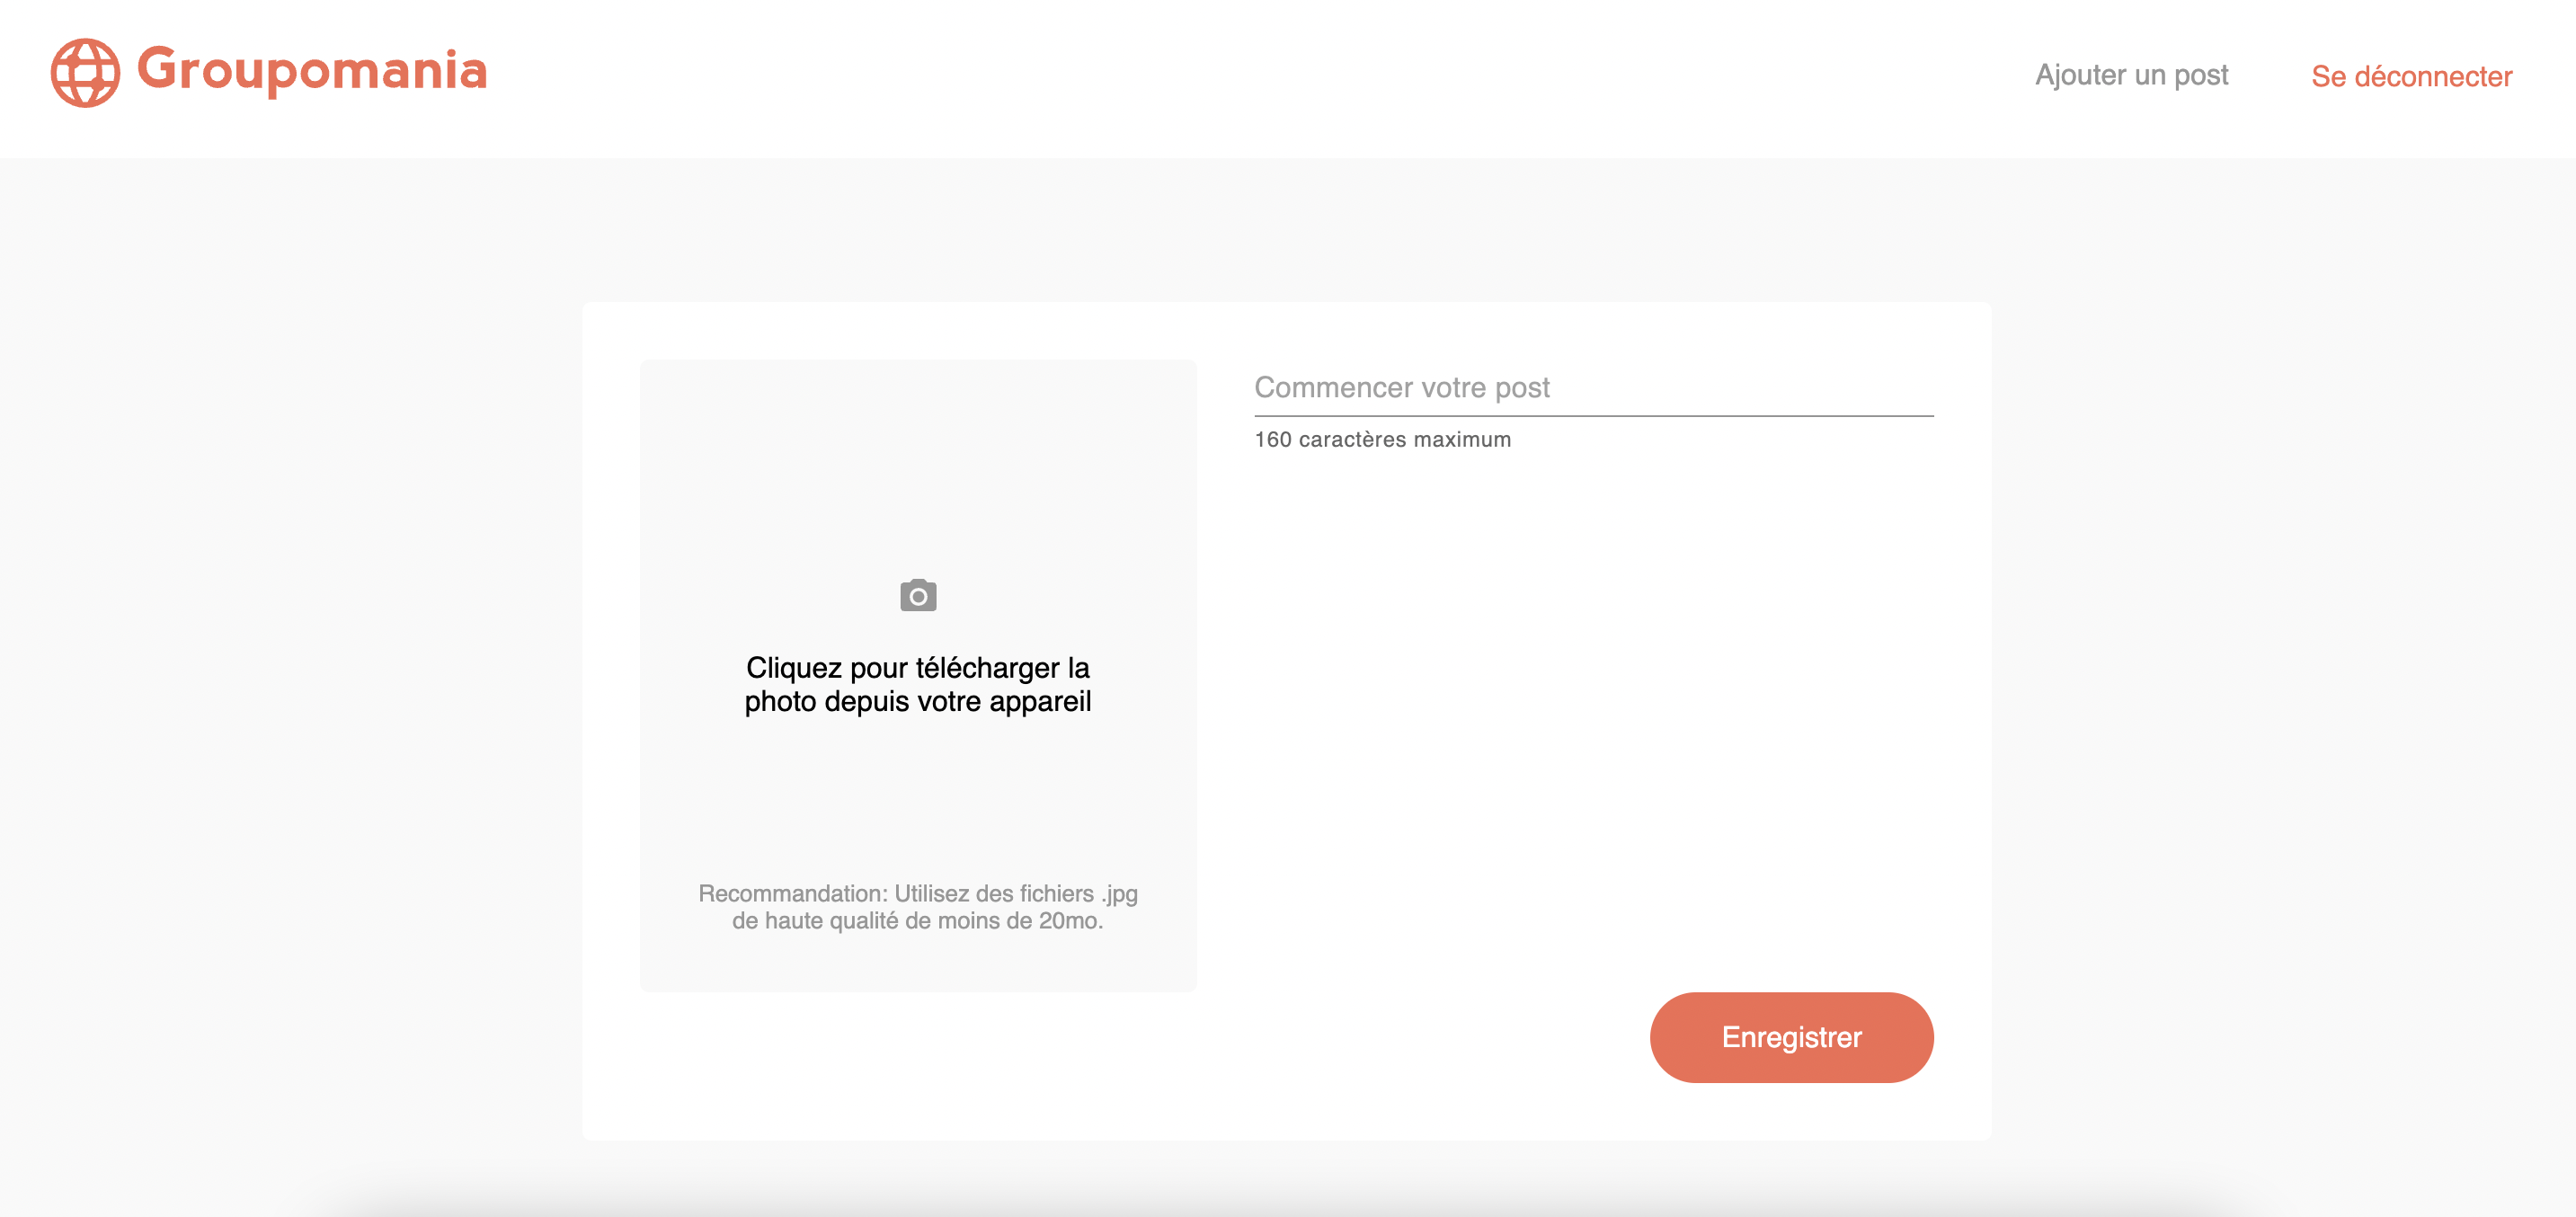 Groupomania
Ajouter un post
Se déconnecter
Commencer votre post
160 caractères maximum
Cliquez pour télécharger la
photo depuis votre appareil
Recommandation: Utilisez des fichiers .jpg
de haute qualité de moins de 20mo.
Enregistrer